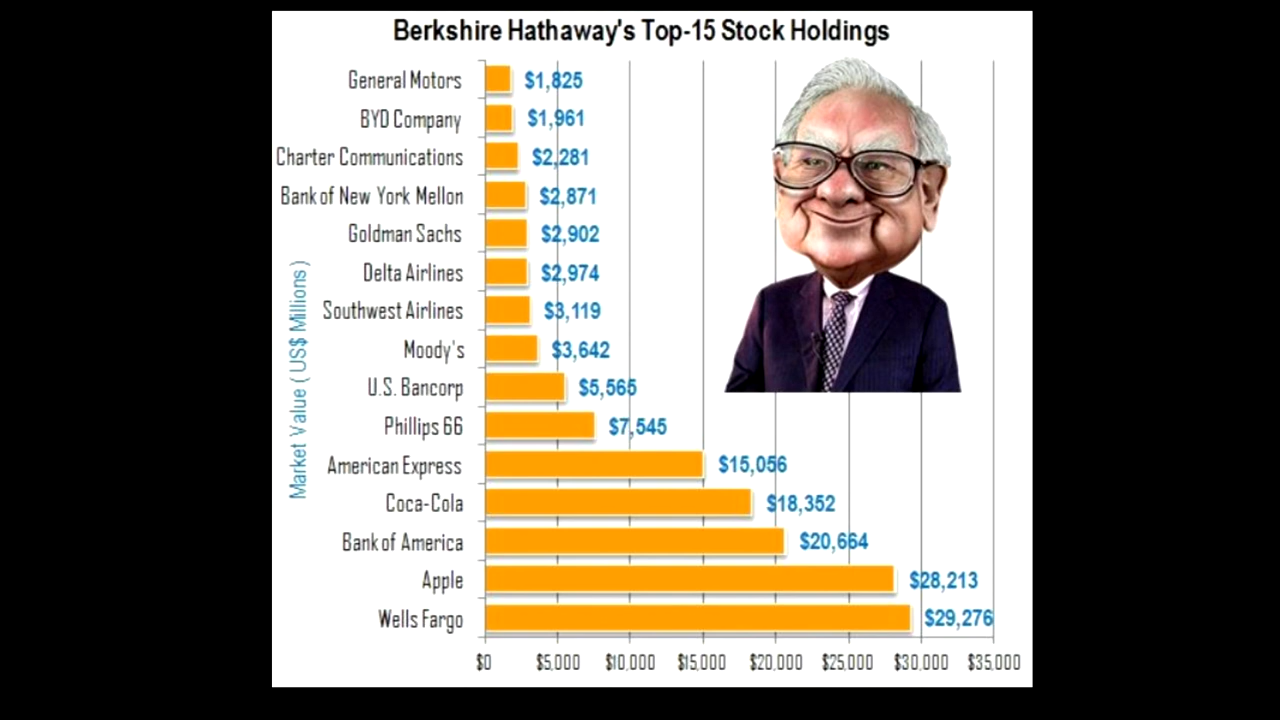 Berkshire Hathaway's Top-15 Stock Holdings
General Motors $1,825
BYD Company $1,961
Charter Communications $2,281
Bank of New York Mellon $2,871
Goldman Sachs $2,902
Delta Airlines $2,974
Southwest Airlines $3,119
Moody's $3,642
U.S. Bancorp $5,565
Phillips 66 $7,545
American Express $15,056
Coca-Cola $18,352
Bank of America $20,664
Apple $28,213
Wells Fargo $29,276
$0 $5,000 $10,000 $15,000 $20,000 $25,000 $30,000 $35,000
Market Value ( US$ Millions )